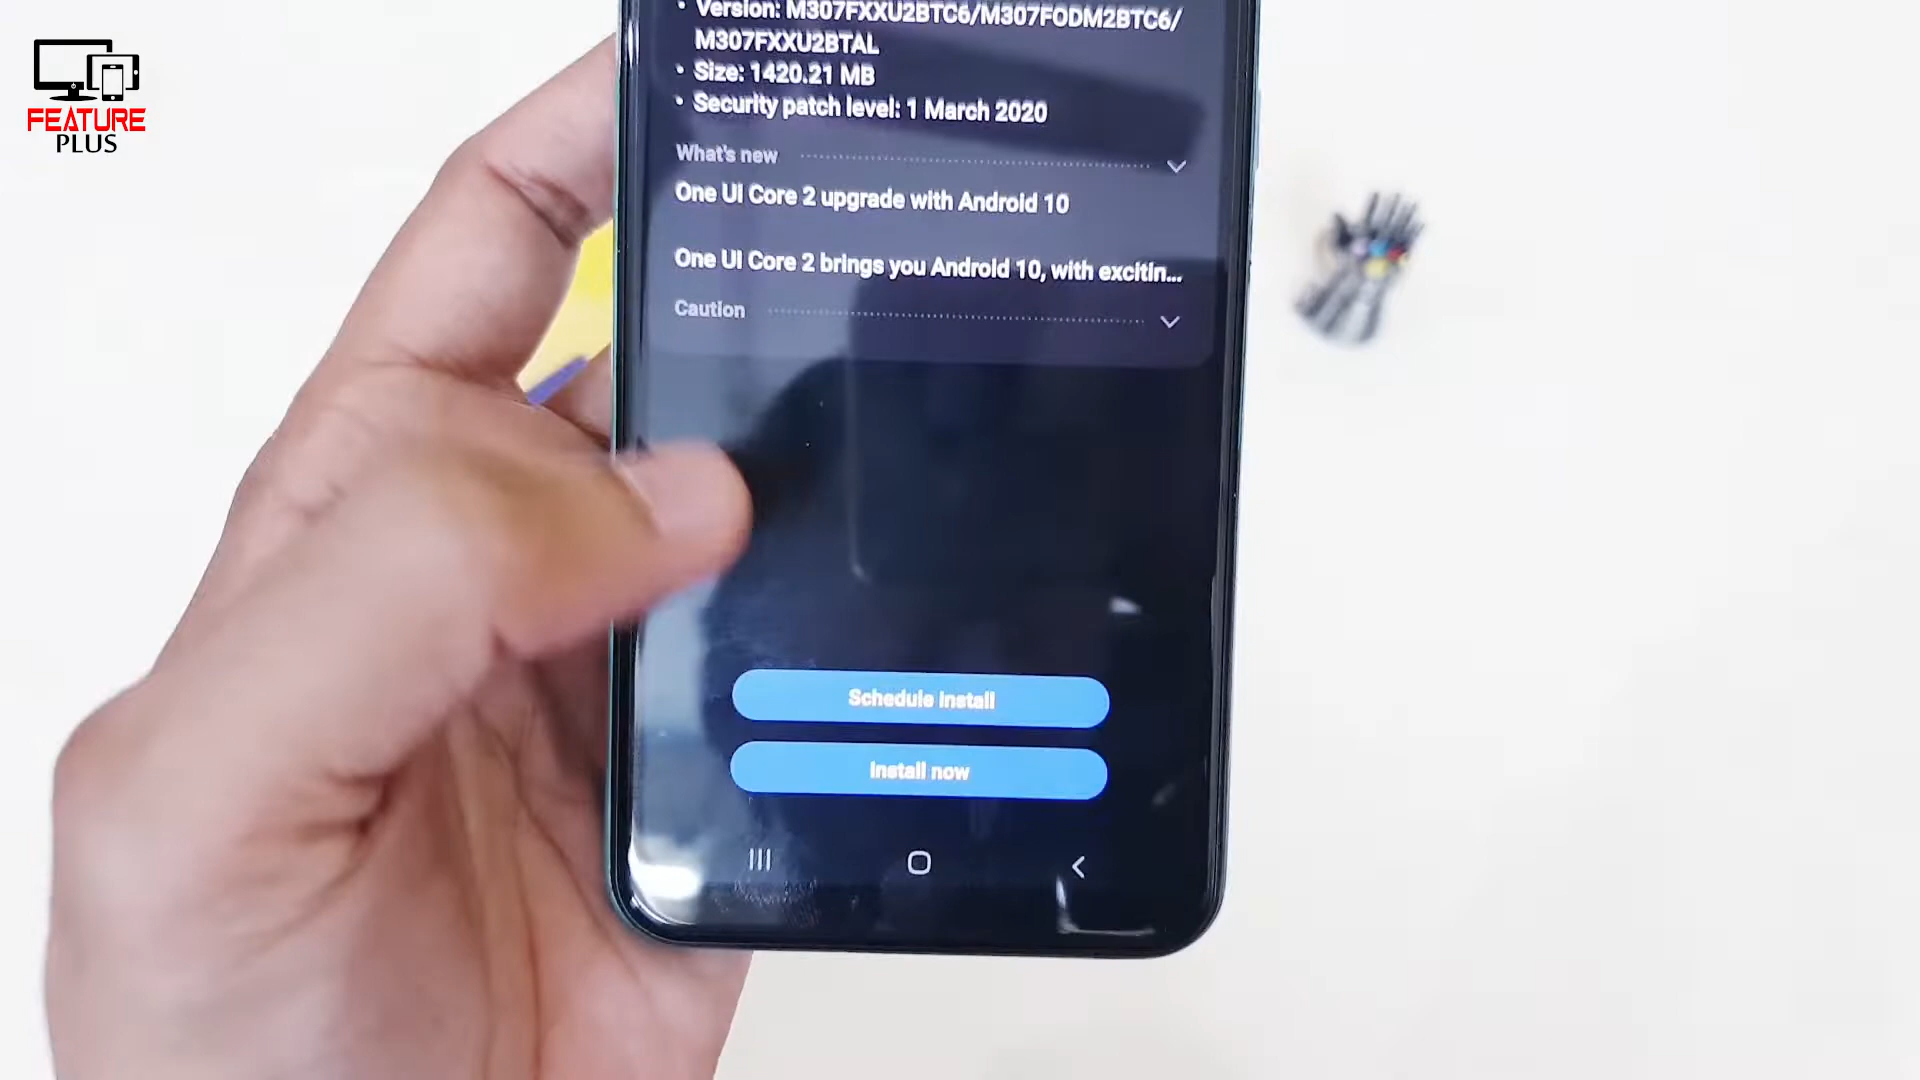 FEATURE
PLUS
• Version: M307FXXU2BTC6/M307FODM2BTC6/
M307FXXU2BTAL
• Size: 1420.21 MB
• Security patch level: 1 March 2020
What's new
One UI Core 2 upgrade with Android 10
One UI Core 2 brings you Android 10, with excitin...
Caution
Schedule install
Install now